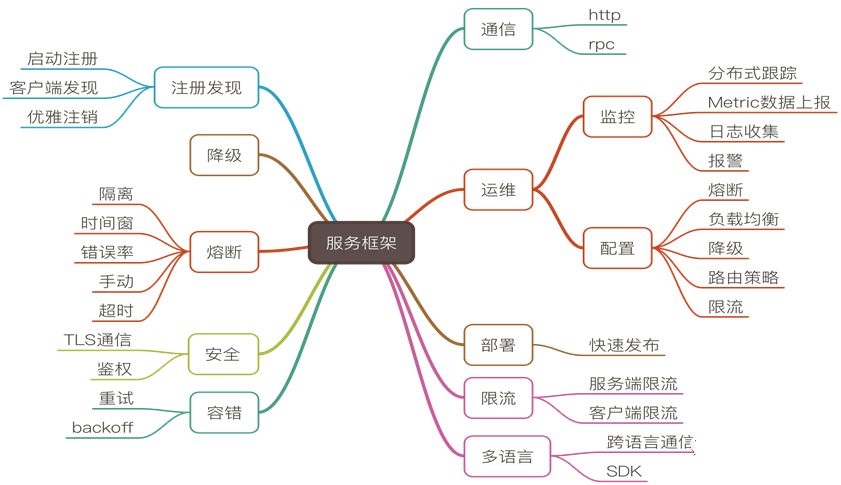 服务框架
通信
http
rpc
运维
监控
分布式跟踪
Metric数据上报
日志收集
报警
配置
熔断
负载均衡
降级
路由策略
限流
部署
快速发布
限流
服务端限流
客户端限流
多语言
跨语言通信
SDK
注册发现
启动注册
客户端发现
优雅注销
降级
熔断
隔离
时间窗
错误率
手动
超时
安全
TLS通信
鉴权
容错
重试
backoff